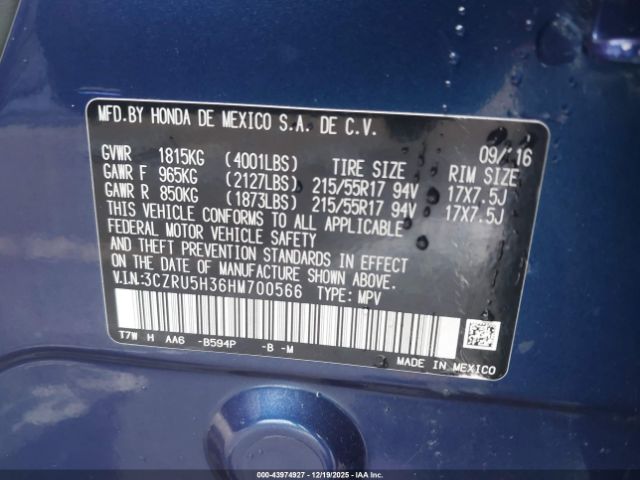 MFD.BY HONDA DE MEXICO S.A. DE C.V.
09/16
GVWR 1815KG (4001LBS) TIRE SIZE RIM SIZE
GAWR F 965KG (2127LBS) 215/55R17 94V 17X7.5J
GAWR R 850KG (1873LBS) 215/55R17 94V 17X7.5J
THIS VEHICLE CONFORMS TO ALL APPLICABLE
FEDERAL MOTOR VEHICLE SAFETY
AND THEFT PREVENTION STANDARDS IN EFFECT
ON THE DATE OF MANUFACTURE SHOWN ABOVE.
V.I.N:3CZRU5H36HM700566 TYPE: MPV
T7W H AA6 -B594P -B -M
MADE IN MEXICO
000-43974927 - 12/19/2025 - IAAI.COM